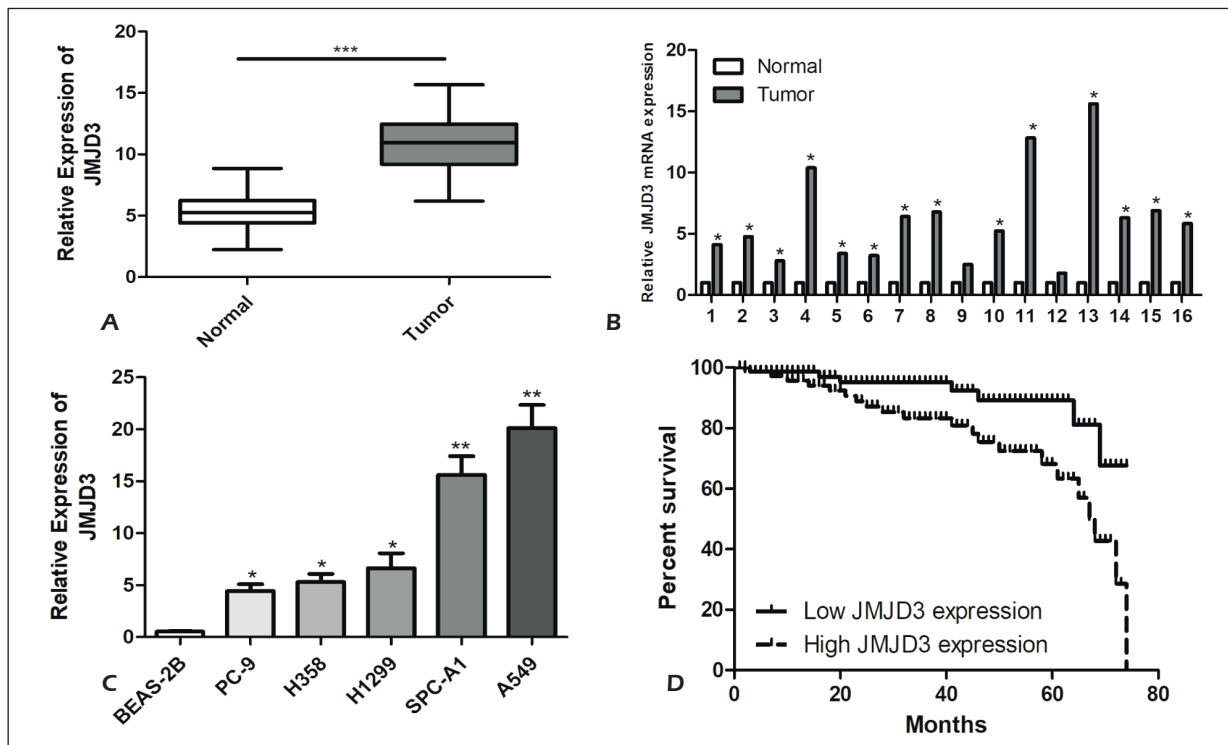 Relative Expression of
JMJD3
20
15
10
5
0
***
Normal
Tumor
A
Relative JMJD3 mRNA expression
20
15
10
5
0
Normal
Tumor
* * * * * * * * * * * * * *
1 2 3 4 5 6 7 8 9 10 11 12 13 14 15 16
B
Relative Expression of
JMJD3
25
20
15
10
5
0
* * * ** **
BEAS-2B
PC-9
H358
H1299
SPC-A1
A549
C
Percent survival
100
80
60
40
20
0
Low JMJD3 expression
High JMJD3 expression
0 20 40 60 80
Months
D